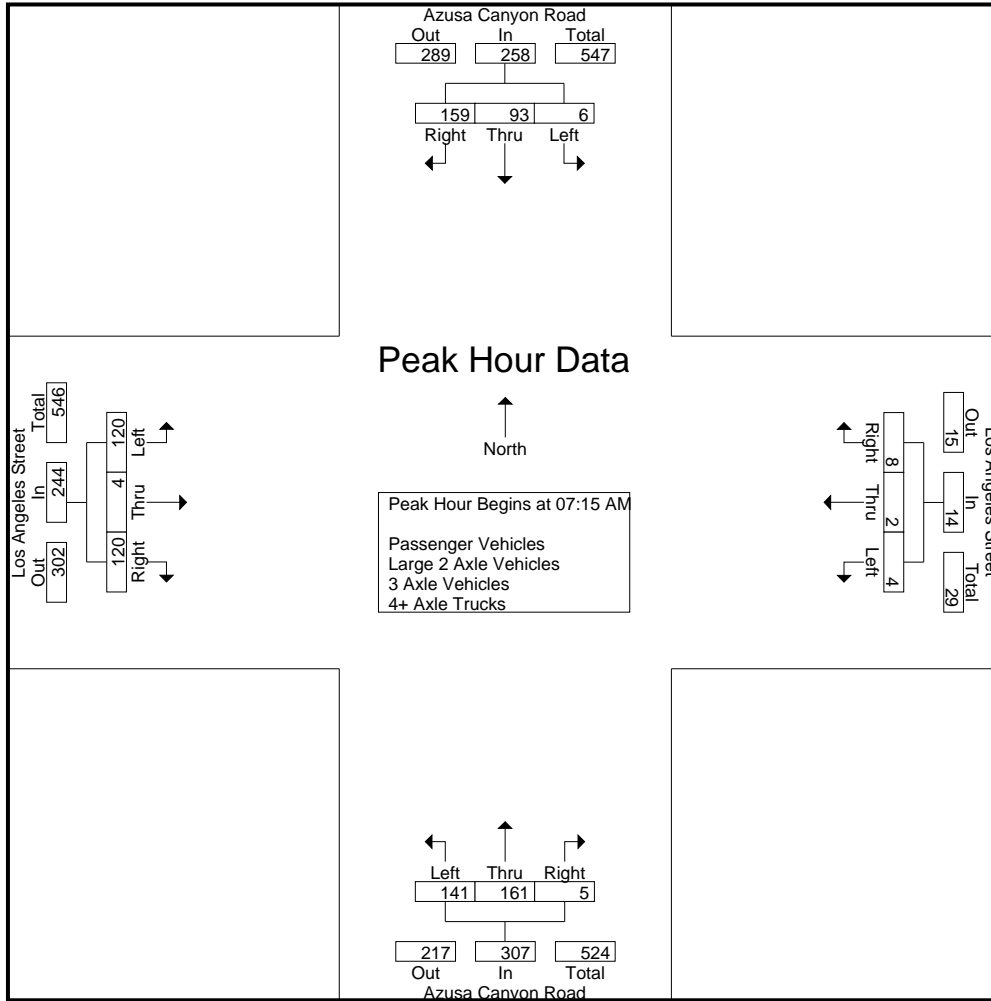 Azusa Canyon Road
Out In Total
289 258 547
159 93 6
Right Thru Left
Peak Hour Data
North
Peak Hour Begins at 07:15 AM
Passenger Vehicles
Large 2 Axle Vehicles
3 Axle Vehicles
4+ Axle Trucks
Los Angeles Street
Out In Total
302 244 546
120 4 120
Right Thru Left
Los Angeles Street
Out In Total
15 14 29
8 2 4
Right Thru Left
Left Thru Right
141 161 5
217 307 524
Out In Total
Azusa Canyon Road